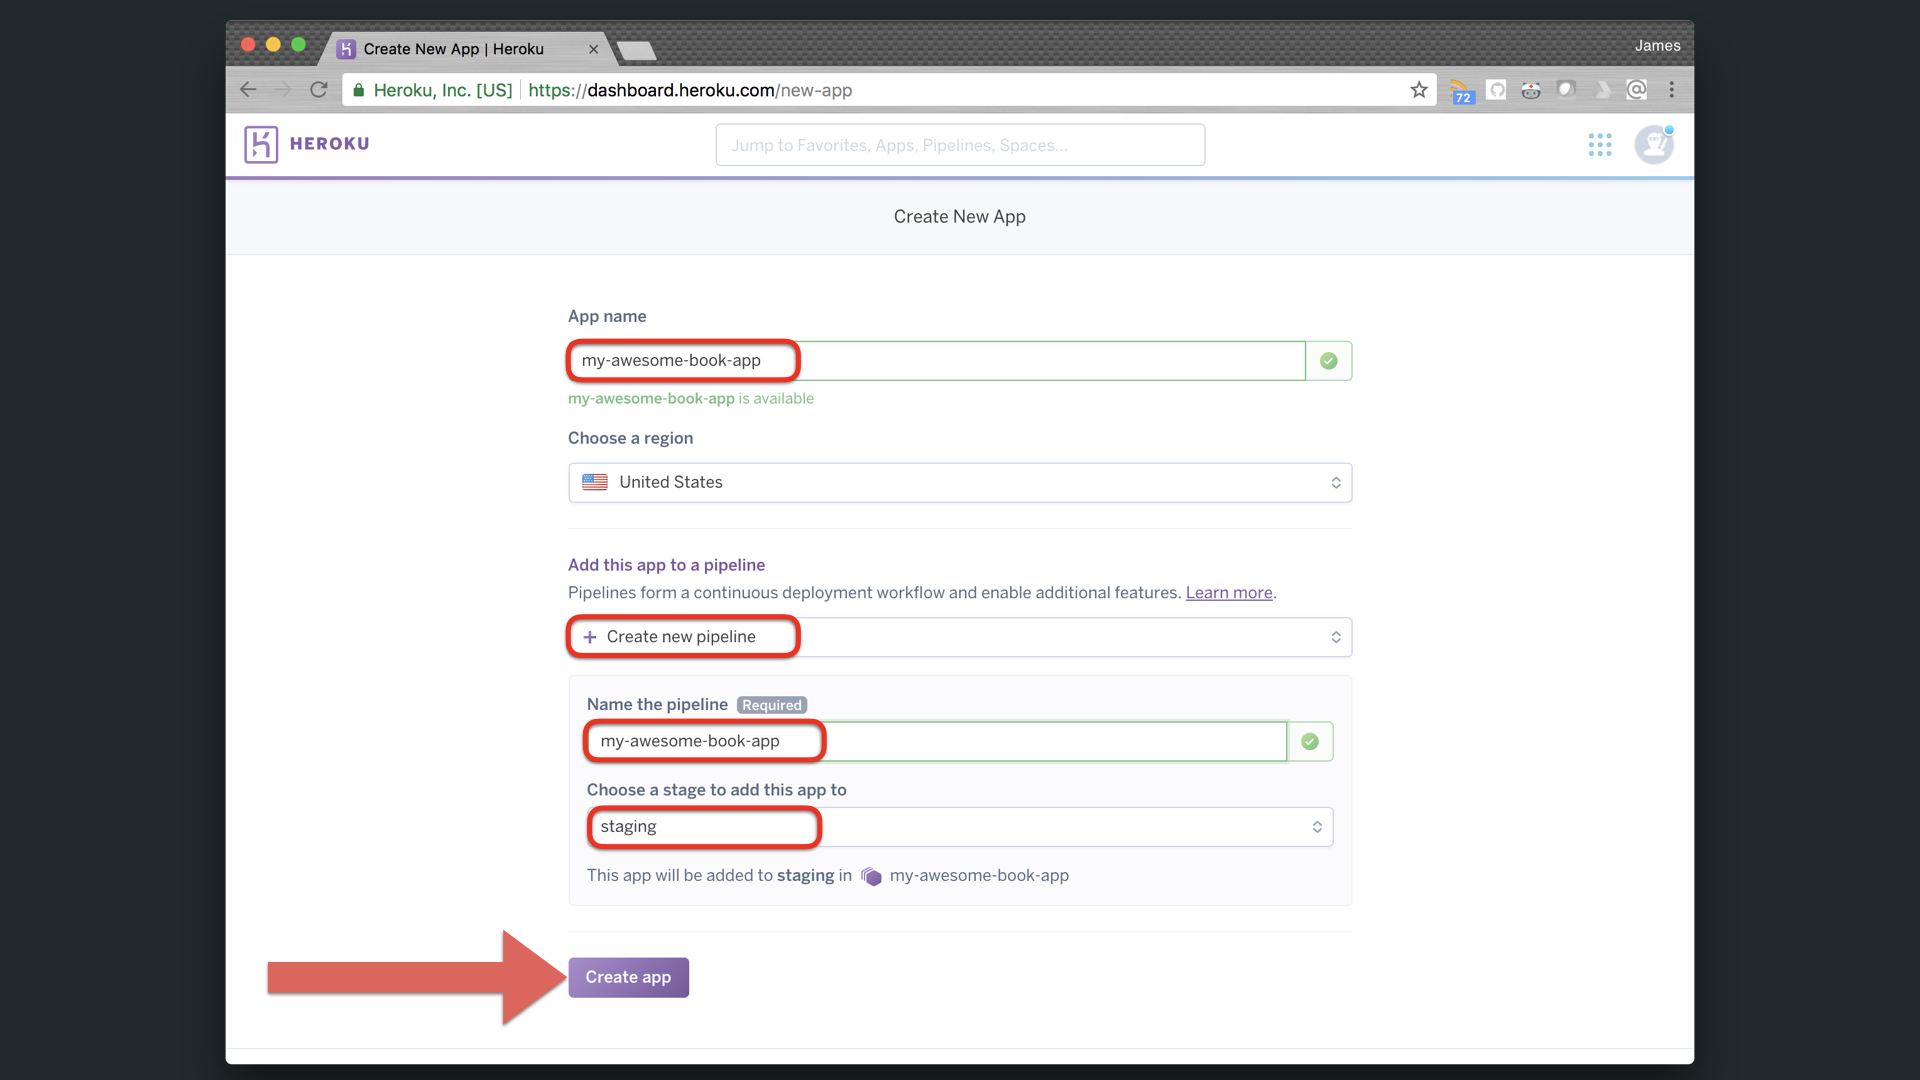 Create New App | Heroku
James
Heroku, Inc. [US] https://dashboard.heroku.com/new-app
72
HEROKU
Jump to Favorites, Apps, Pipelines, Spaces...
Create New App
App name
my-awesome-book-app
my-awesome-book-app is available
Choose a region
United States
Add this app to a pipeline
Pipelines form a continuous deployment workflow and enable additional features. Learn more.
+ Create new pipeline
Name the pipeline Required
my-awesome-book-app
Choose a stage to add this app to
staging
This app will be added to staging in my-awesome-book-app
Create app